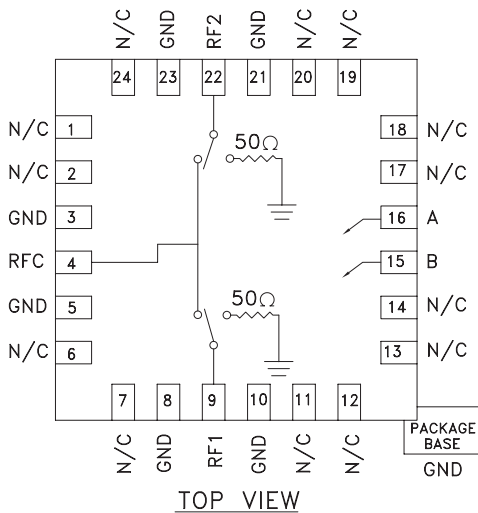 N/C GND RF2 GND N/C N/C
24 23 22 21 20 19
50Ω
N/C 1
N/C 2
GND 3
RFC 4
GND 5
N/C 6
18 N/C
17 N/C
16 A
15 B
14 N/C
13 N/C
50Ω
7 8 9 10 11 12
N/C GND RF1 GND N/C N/C
PACKAGE
BASE
GND
TOP VIEW